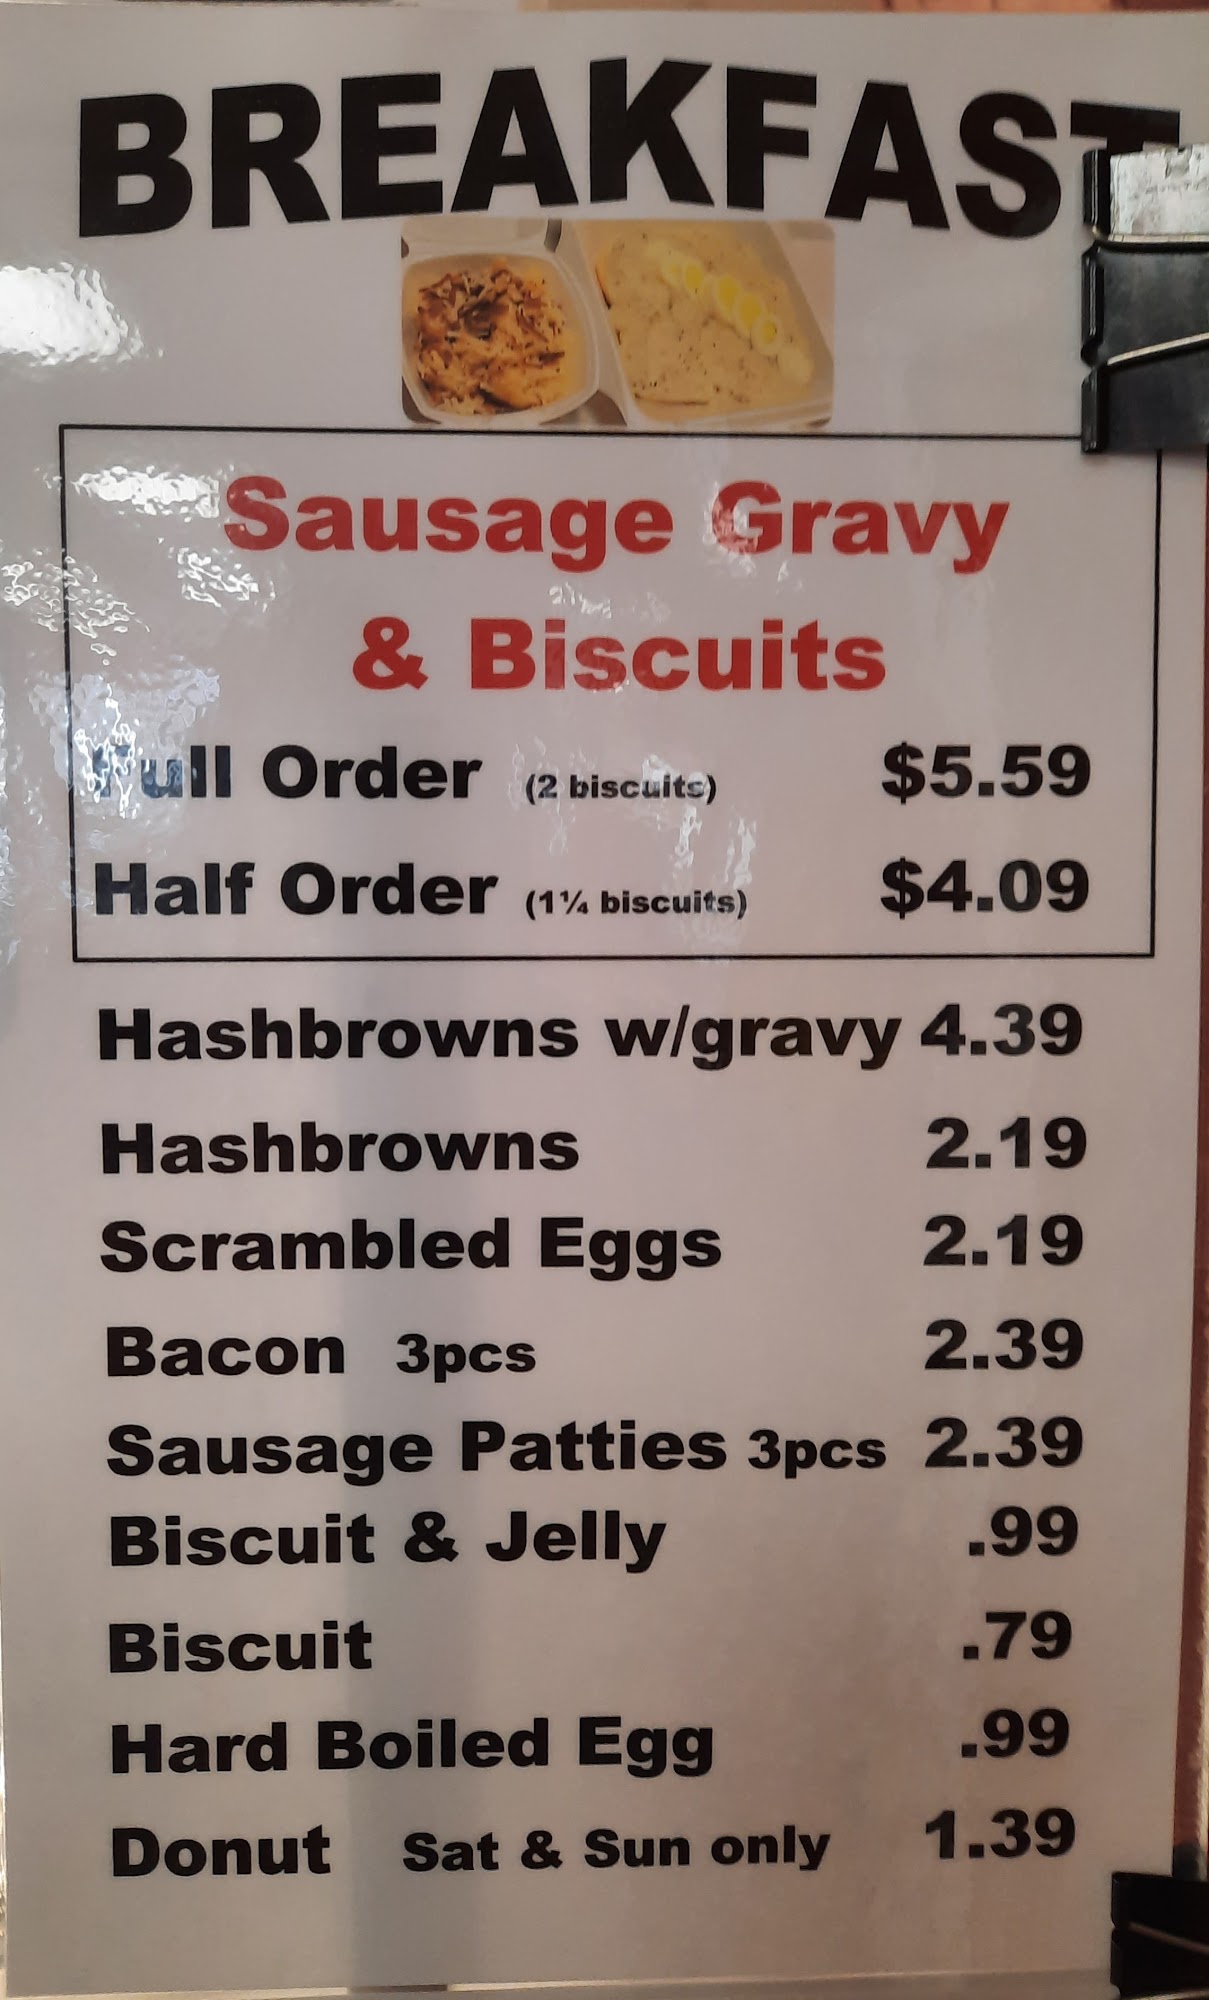 BREAKFAST
Sausage Gravy
& Biscuits
Full Order (2 biscuits) $5.59
Half Order (1¼ biscuits) $4.09
Hashbrowns w/gravy 4.39
Hashbrowns 2.19
Scrambled Eggs 2.19
Bacon 3pcs 2.39
Sausage Patties 3pcs 2.39
Biscuit & Jelly .99
Biscuit .79
Hard Boiled Egg .99
Donut Sat & Sun only 1.39